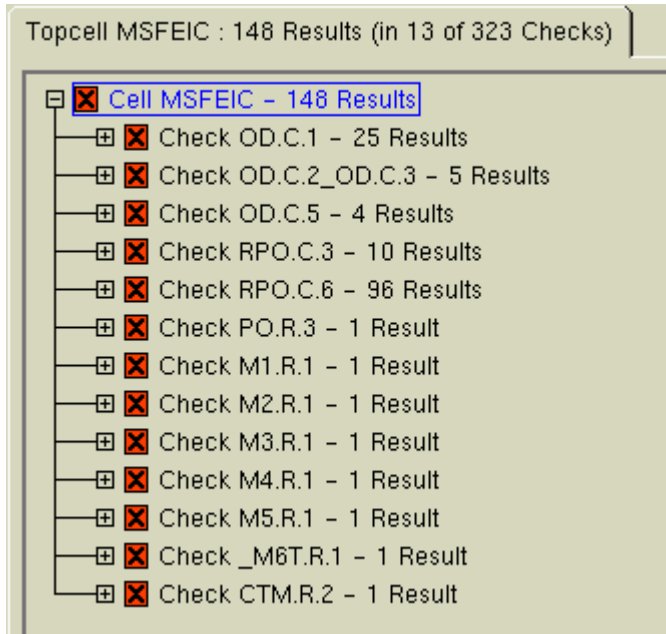 Topcell MSFEIC : 148 Results (in 13 of 323 Checks)
Cell MSFEIC - 148 Results
Check OD.C.1 - 25 Results
Check OD.C.2_OD.C.3 - 5 Results
Check OD.C.5 - 4 Results
Check RPO.C.3 - 10 Results
Check RPO.C.6 - 96 Results
Check PO.R.3 - 1 Result
Check M1.R.1 - 1 Result
Check M2.R.1 - 1 Result
Check M3.R.1 - 1 Result
Check M4.R.1 - 1 Result
Check M5.R.1 - 1 Result
Check _M6T.R.1 - 1 Result
Check CTM.R.2 - 1 Result